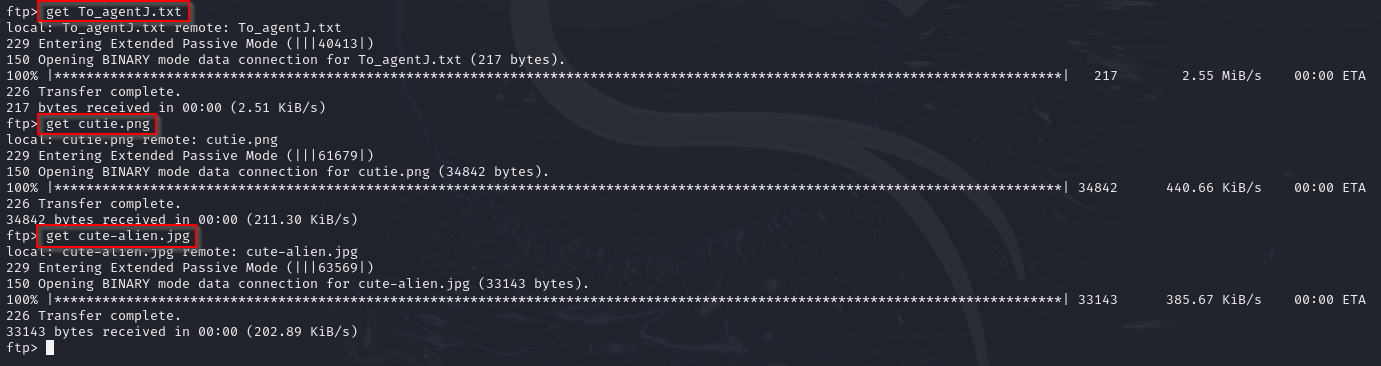 ftp> get To_agentJ.txt
local: To_agentJ.txt remote: To_agentJ.txt
229 Entering Extended Passive Mode (|||40413|)
150 Opening BINARY mode data connection for To_agentJ.txt (217 bytes).
100% |*******************************************************************************************************************************| 217 2.55 MiB/s 00:00 ETA
226 Transfer complete.
217 bytes received in 00:00 (2.51 KiB/s)
ftp> get cutie.png
local: cutie.png remote: cutie.png
229 Entering Extended Passive Mode (|||61679|)
150 Opening BINARY mode data connection for cutie.png (34842 bytes).
100% |*******************************************************************************************************************************| 34842 440.66 KiB/s 00:00 ETA
226 Transfer complete.
34842 bytes received in 00:00 (211.30 KiB/s)
ftp> get cute-alien.jpg
local: cute-alien.jpg remote: cute-alien.jpg
229 Entering Extended Passive Mode (|||63569|)
150 Opening BINARY mode data connection for cute-alien.jpg (33143 bytes).
100% |*******************************************************************************************************************************| 33143 385.67 KiB/s 00:00 ETA
226 Transfer complete.
33143 bytes received in 00:00 (202.89 KiB/s)
ftp>